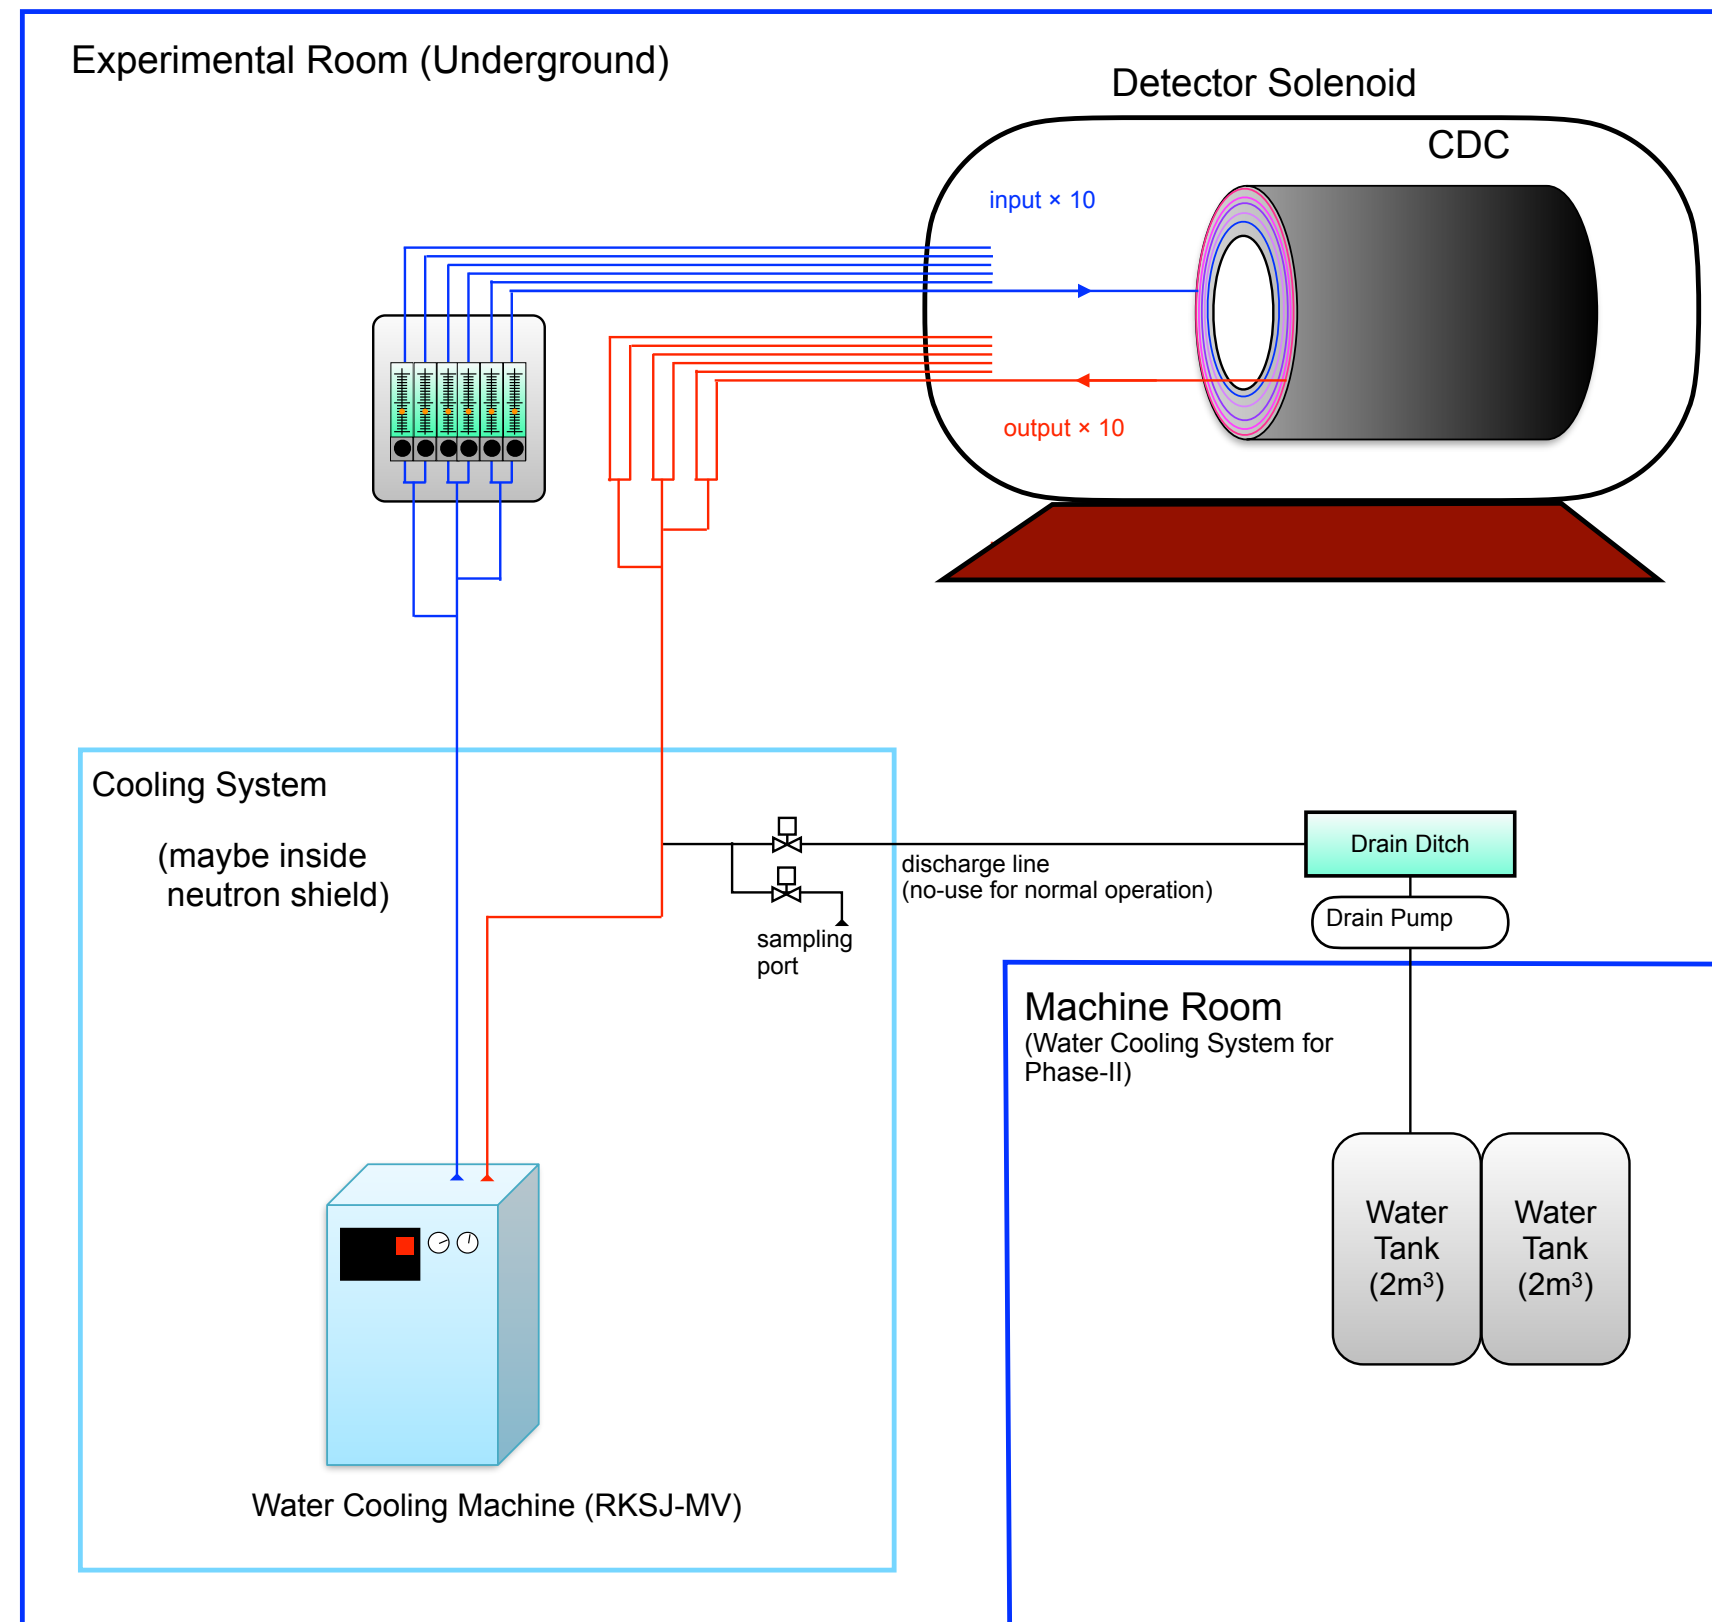 Experimental Room (Underground)
Detector Solenoid
CDC
input × 10
output × 10
Cooling System
(maybe inside
neutron shield)
discharge line
(no-use for normal operation)
sampling
port
Drain Ditch
Drain Pump
Machine Room
(Water Cooling System for
Phase-II)
Water
Tank
(2m³)
Water
Tank
(2m³)
Water Cooling Machine (RKSJ-MV)